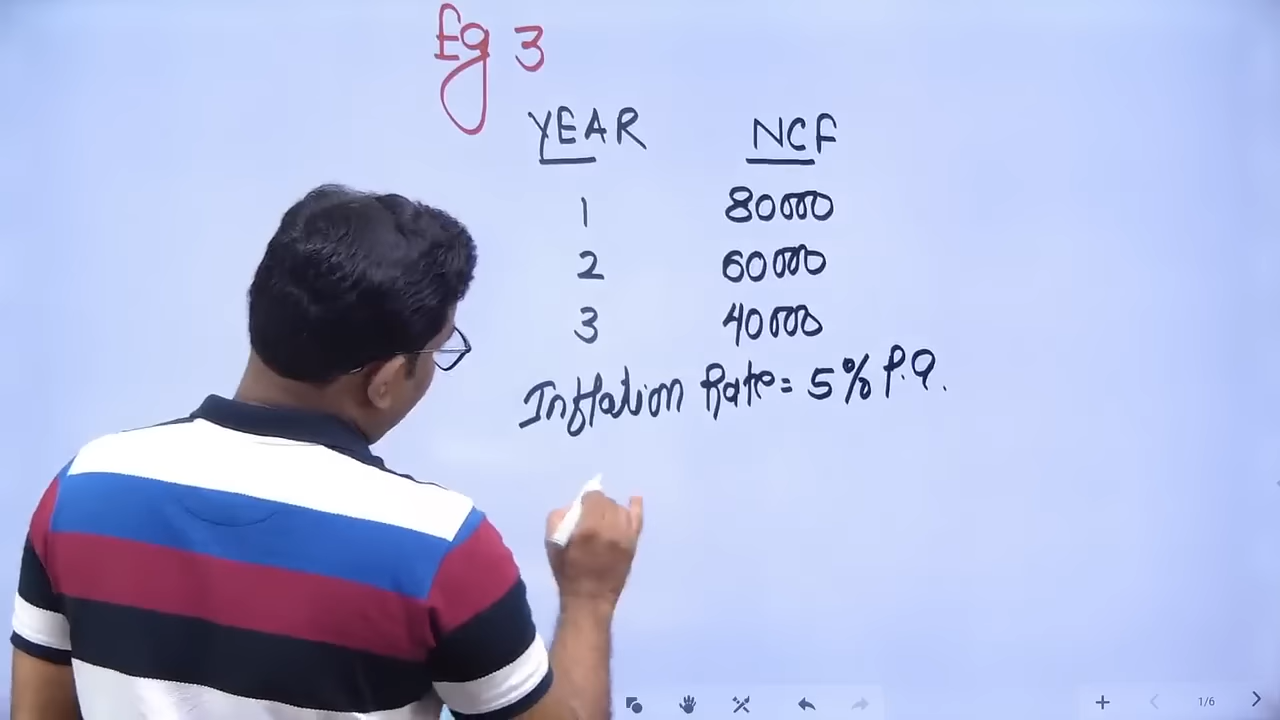 Eg 3
YEAR NCF
1 80000
2 60000
3 40000
Inflation Rate = 5% P.a.
1/6